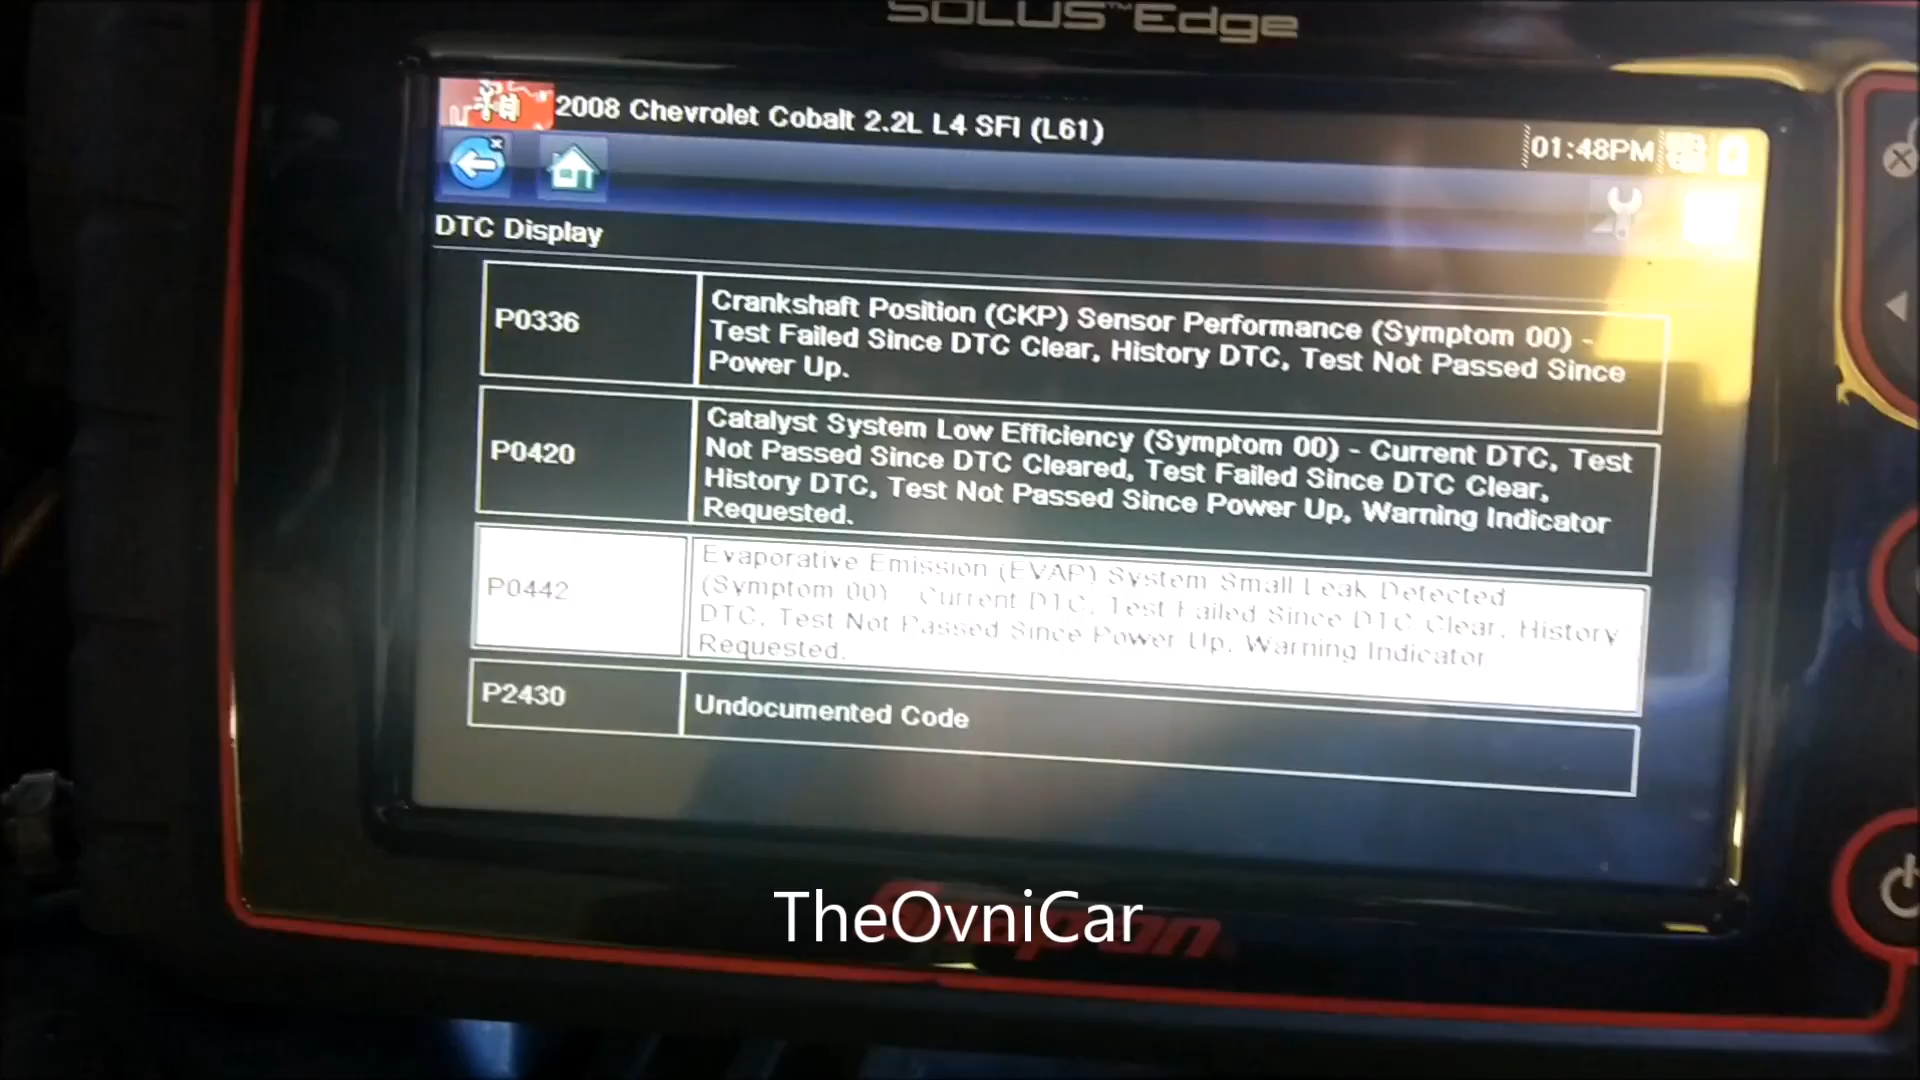 SOLUS™ Edge
2008 Chevrolet Cobalt 2.2L L4 SFI (L61)
01:48PM
DTC Display
P0336
Crankshaft Position (CKP) Sensor Performance (Symptom 00) -
Test Failed Since DTC Clear, History DTC, Test Not Passed Since
Power Up.
P0420
Catalyst System Low Efficiency (Symptom 00) - Current DTC, Test
Not Passed Since DTC Cleared, Test Failed Since DTC Clear,
History DTC, Test Not Passed Since Power Up, Warning Indicator
Requested.
P0442
Evaporative Emission (EVAP) System Small Leak Detected
(Symptom 00) - Current DTC, Test Failed Since DTC Clear, History
DTC, Test Not Passed Since Power Up, Warning Indicator
Requested.
P2430
Undocumented Code
TheOvniCar